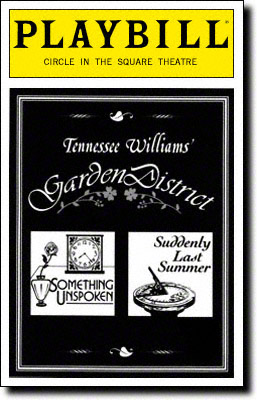 PLAYBILL
CIRCLE IN THE SQUARE THEATRE
Tennessee Williams'
Garden District
SOMETHING
UNSPOKEN
Suddenly
Last
Summer